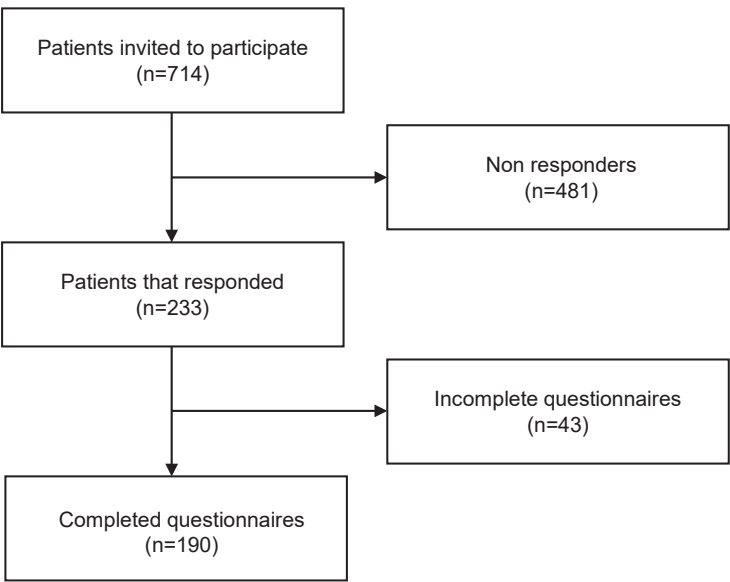 Patients invited to participate
(n=714)
Non responders
(n=481)
Patients that responded
(n=233)
Incomplete questionnaires
(n=43)
Completed questionnaires
(n=190)